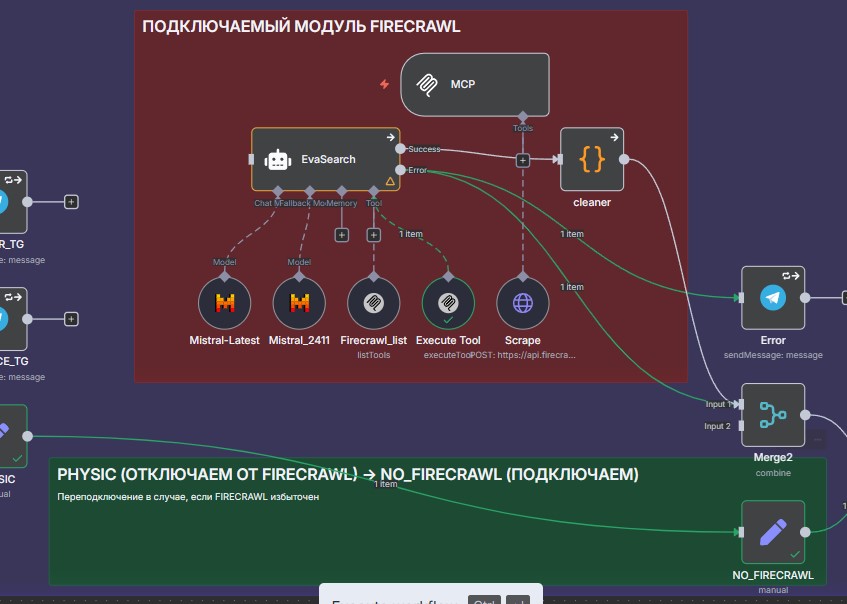 ПОДКЛЮЧАЕМЫЙ МОДУЛЬ FIRECRAWL
MCP
Tools
EvaSearch
Success
Error
cleaner
Chat
Fallback
Memory
Tool
1 item
1 item
1 item
Model
Model
Mistral-Latest
Mistral_2411
Firecrawl_list
listTools
Execute Tool
executeTool
Scrape
POST: https://api.firecra...
R_TG
e: message
CE_TG
e: message
SIC
ual
Error
sendMessage: message
Input 1
Input 2
Merge2
combine
PHYSIC (ОТКЛЮЧАЕМ ОТ FIRECRAWL) → NO_FIRECRAWL (ПОДКЛЮЧАЕМ)
Переподключение в случае, если FIRECRAWL избыточен
1 item
NO_FIRECRAWL
manual
Ctrl